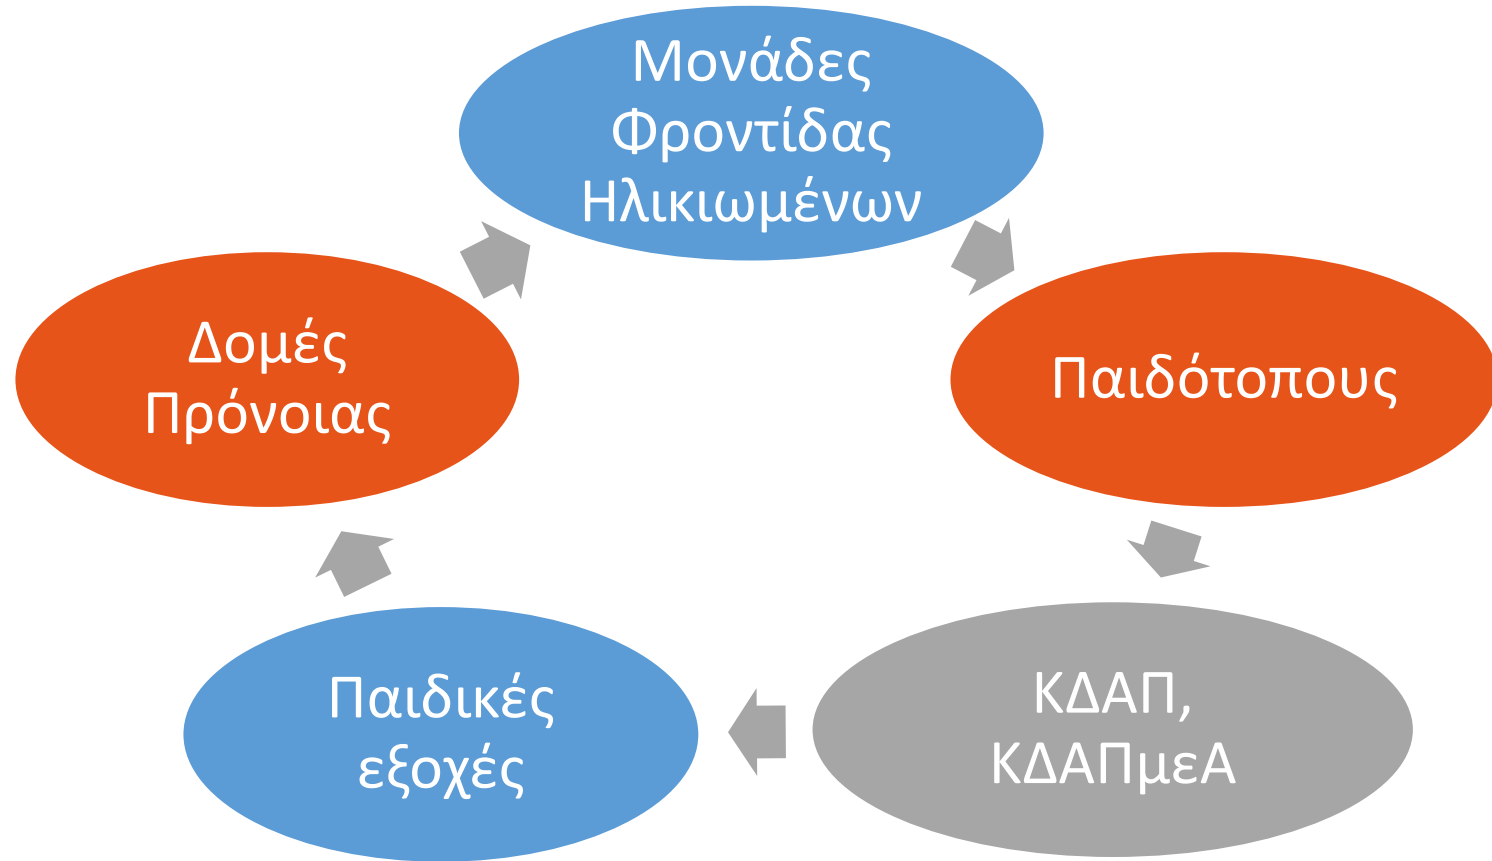 Μονάδες
Φροντίδας
Ηλικιωμένων
Παιδότοπους
ΚΔΑΠ,
ΚΔΑΠμεΑ
Παιδικές
εξοχές
Δομές
Πρόνοιας